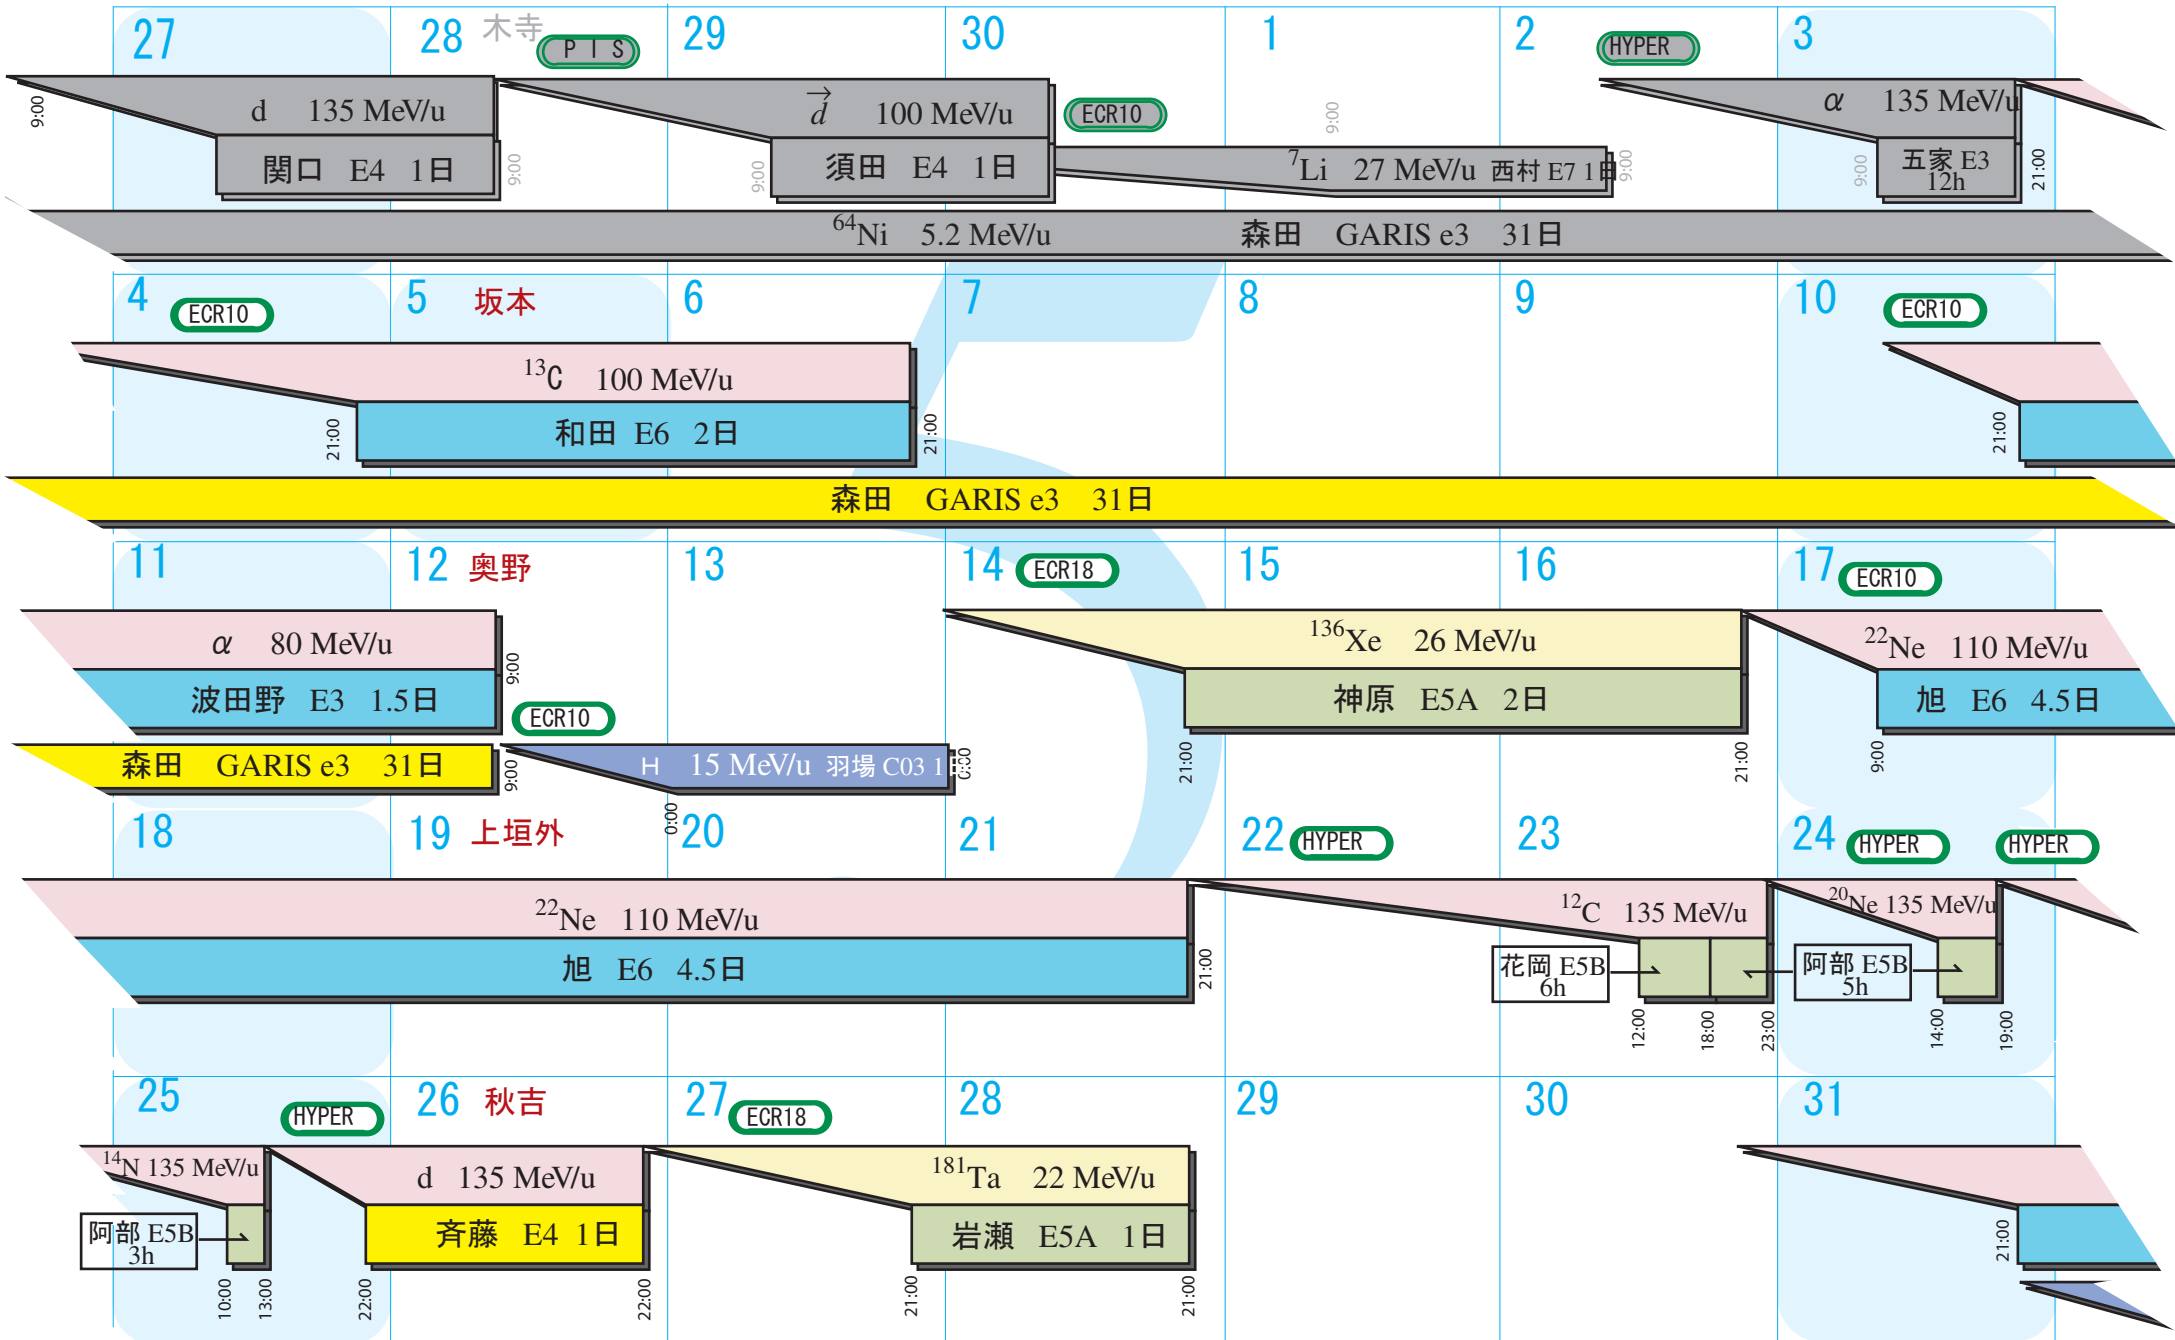 27 28 木寺 PIS 29 30 1 2 HYPER 3
9:00 d 135 MeV/u d 100 MeV/u ECR10 9:00 α 135 MeV/u
関口 E4 1日 9:00 9:00 須田 E4 1日 7Li 27 MeV/u 西村 E7 1日 9:00 9:00 五家 E3 21:00
12h
64Ni 5.2 MeV/u 森田 GARIS e3 31日
4 ECR10 5 坂本 6 7 8 9 10 ECR10
13C 100 MeV/u
21:00 和田 E6 2日 21:00 21:00
森田 GARIS e3 31日
11 12 奥野 13 14 ECR18 15 16 17 ECR10
α 80 MeV/u 9:00 136Xe 26 MeV/u 22Ne 110 MeV/u
波田野 E3 1.5日 ECR10 神原 E5A 2日 旭 E6 4.5日
森田 GARIS e3 31日 9:00 H 15 MeV/u 羽場 C03 1日 0:00 21:00 21:00 9:00
18 19 上垣外 0:00 20 21 22 HYPER 23 24 HYPER HYPER
22Ne 110 MeV/u 12C 135 MeV/u 20Ne 135 MeV/u
旭 E6 4.5日 21:00 花岡 E5B 阿部 E5B
6h 5h
12:00 18:00 23:00 14:00 19:00
25 HYPER 26 秋吉 27 ECR18 28 29 30 31
14N 135 MeV/u d 135 MeV/u 181Ta 22 MeV/u
阿部 E5B 斉藤 E4 1日 岩瀬 E5A 1日 21:00
3h
10:00 13:00 22:00 22:00 21:00 21:00